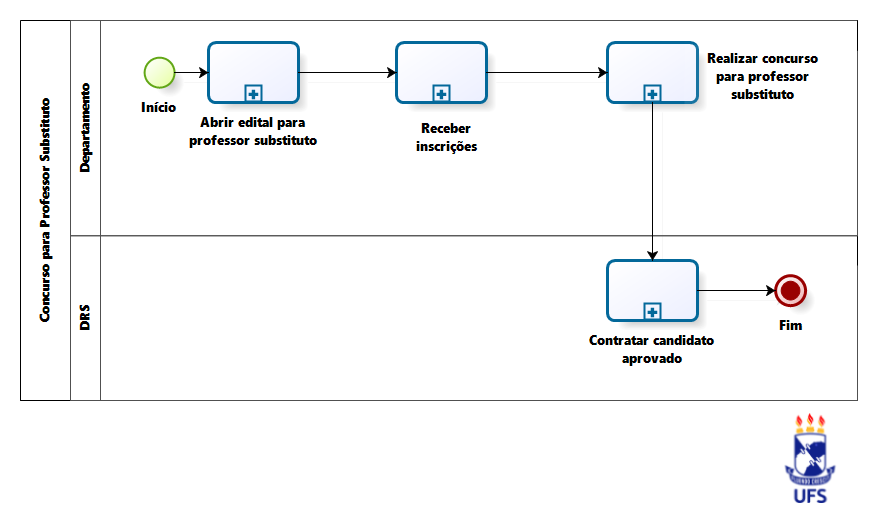 Concurso para Professor Substituto
Departamento
Início
Abrir edital para
professor substituto
Receber
inscrições
Realizar concurso
para professor
substituto
DRS
Contratar candidato
aprovado
Fim
UFS